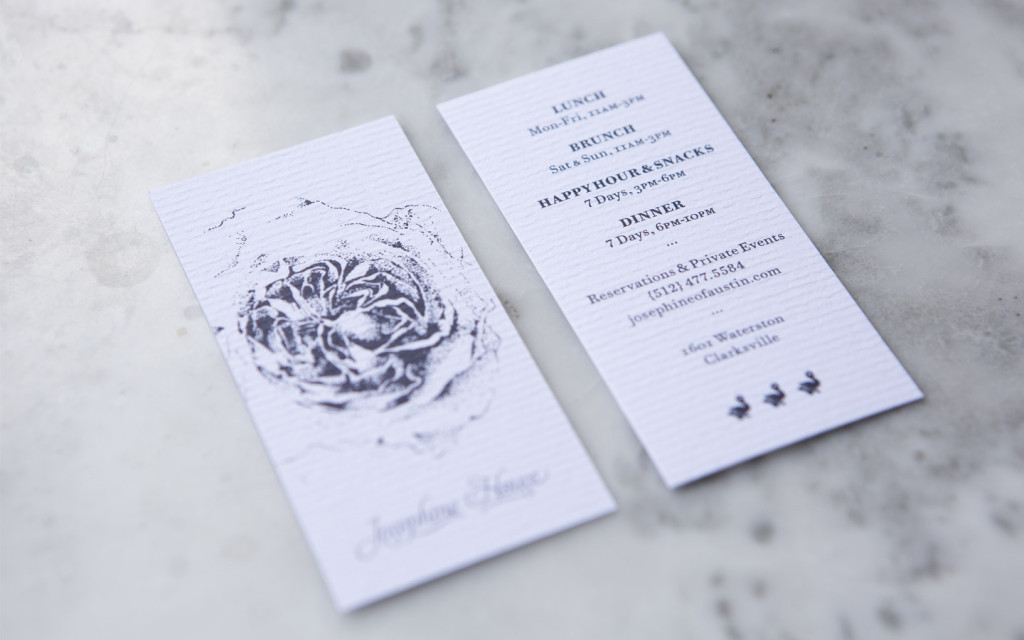 Josephine House
LUNCH
Mon-Fri, 11AM-3PM
BRUNCH
Sat & Sun, 11AM-3PM
HAPPY HOUR & SNACKS
7 Days, 3PM-6PM
DINNER
7 Days, 6PM-10PM
...
Reservations & Private Events
(512) 477.5584
josephineofaustin.com
...
1601 Waterston
Clarksville